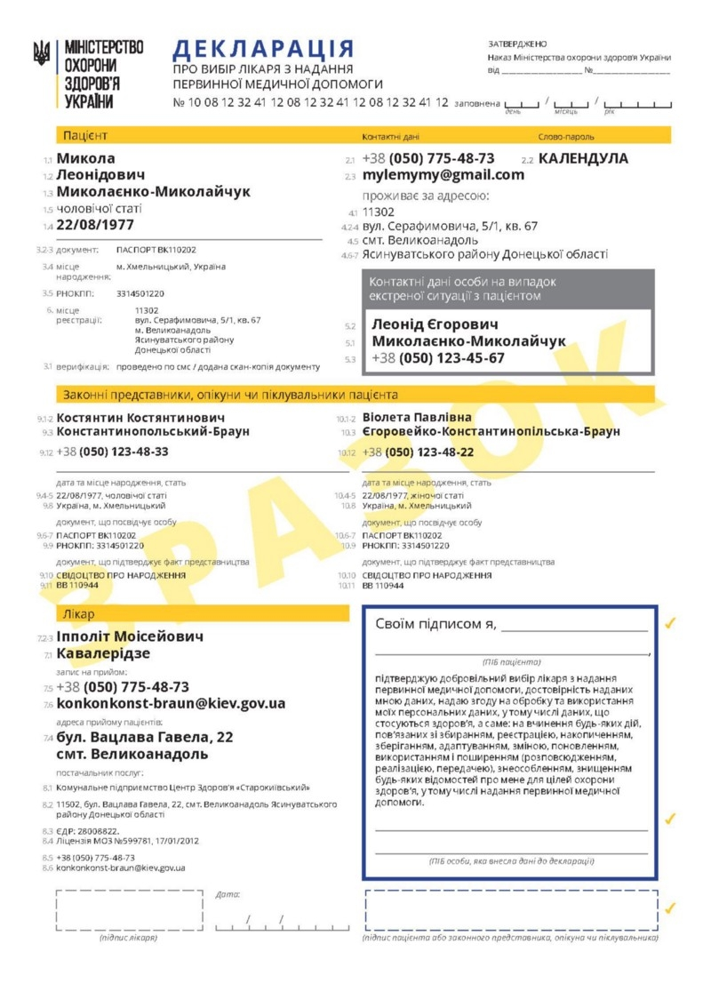 МІНІСТЕРСТВО
ОХОРОНИ
ЗДОРОВ'Я
УКРАЇНИ
ДЕКЛАРАЦІЯ
ПРО ВИБІР ЛІКАРЯ З НАДАННЯ
ПЕРВИННОЇ МЕДИЧНОЇ ДОПОМОГИ
№ 10 08 12 32 41 12 08 12 32 41 12 08 12 32 41 12 заповнена
день / місяць / рік
ЗАТВЕРДЖЕНО
Наказ Міністерства охорони здоров'я України
від ____________________ №____________________
Пацієнт
Контактні дані
Слово-пароль
1.1 Микола
1.2 Леонідович
1.3 Миколаєнко-Миколайчук
1.5 чоловічої статі
1.4 22/08/1977
3.2-3 документ: ПАСПОРТ ВК110202
3.4 місце народження: м. Хмельницький, Україна
3.5 РНОКПП: 3314501220
6. місце реєстрації: 11302
вул. Серафимовича, 5/1, кв. 67
м. Великоанадоль
Ясинуватського району
Донецької області
3.1 верифікація: проведено по смс / додана скан-копія документу
2.1 +38 (050) 775-48-73
2.2 КАЛЕНДУЛА
2.3 mylemymy@gmail.com
проживає за адресою:
4.1 11302
4.2-4 вул. Серафимовича, 5/1, кв. 67
4.5 смт. Великоанадоль
4.6-7 Ясинуватського району Донецької області
Контактні дані особи на випадок
екстреної ситуації з пацієнтом
5.2 Леонід Єгорович
5.1 Миколаєнко-Миколайчук
5.3 +38 (050) 123-45-67
Законні представники, опікуни чи піклувальники пацієнта
9.1-2 Костянтин Костянтинович
9.3 Константинопольський-Браун
9.12 +38 (050) 123-48-33
дата та місце народження, стать
9.4-5 22/08/1977, чоловічої статі
9.8 Україна, м. Хмельницький
документ, що посвідчує особу
9.6-7 ПАСПОРТ ВК110202
9.9 РНОКПП: 3314501220
документ, що підтверджує факт представництва
9.10 СВІДОЦТВО ПРО НАРОДЖЕННЯ
9.11 ВВ 110944
10.1-2 Віолета Павлівна
10.3 Єгоровейко-Константинопільська-Браун
10.12 +38 (050) 123-48-22
дата та місце народження, стать
10.4-5 22/08/1977, жіночої статі
10.8 Україна, м. Хмельницький
документ, що посвідчує особу
10.6-7 ПАСПОРТ ВК110202
10.9 РНОКПП: 3314501220
документ, що підтверджує факт представництва
10.10 СВІДОЦТВО ПРО НАРОДЖЕННЯ
10.11 ВВ 110944
ЗРАЗОК
Лікар
7.2-3 Іпполіт Моісейович
7.1 Кавалерідзе
запис на прийом:
7.5 +38 (050) 775-48-73
7.6 konkonkonst-braun@kiev.gov.ua
адреса прийому пацієнтів:
7.4 бул. Вацлава Гавела, 22
смт. Великоанадоль
постачальник послуг:
8.1 Комунальне підприємство Центр Здоров'я «Старокиївський»
8.2 11502, бул. Вацлава Гавела, 22, смт. Великоанадоль Ясинуватського
району Донецької області
8.3 ЄДР: 28008822.
8.4 Ліцензія МОЗ №599781, 17/01/2012
8.5 +38 (050) 775-48-73
8.6 konkonkonst-braun@kiev.gov.ua
Своїм підписом я, ____________________
____________________,
(ПІБ пацієнта)
підтверджую добровільний вибір лікаря з надання
первинної медичної допомоги, достовірність наданих
мною даних, надаю згоду на обробку та використання
моїх персональних даних, у тому числі даних, що
стосуються здоров'я, а саме: на вчинення будь-яких дій,
пов'язаних зі збиранням, реєстрацією, накопиченням,
зберіганням, адаптуванням, зміною, поновленням,
використанням і поширенням (розповсюдженням,
реалізацією, передачею), знеособленням, знищенням
будь-яких відомостей про мене для цілей охорони
здоров'я, у тому числі надання первинної медичної
допомоги.
(ПІБ особи, яка внесла дані до декларації)
(підпис лікаря)
Дата:
/ /
(підпис пацієнта або законного представника, опікуна чи піклувальника)